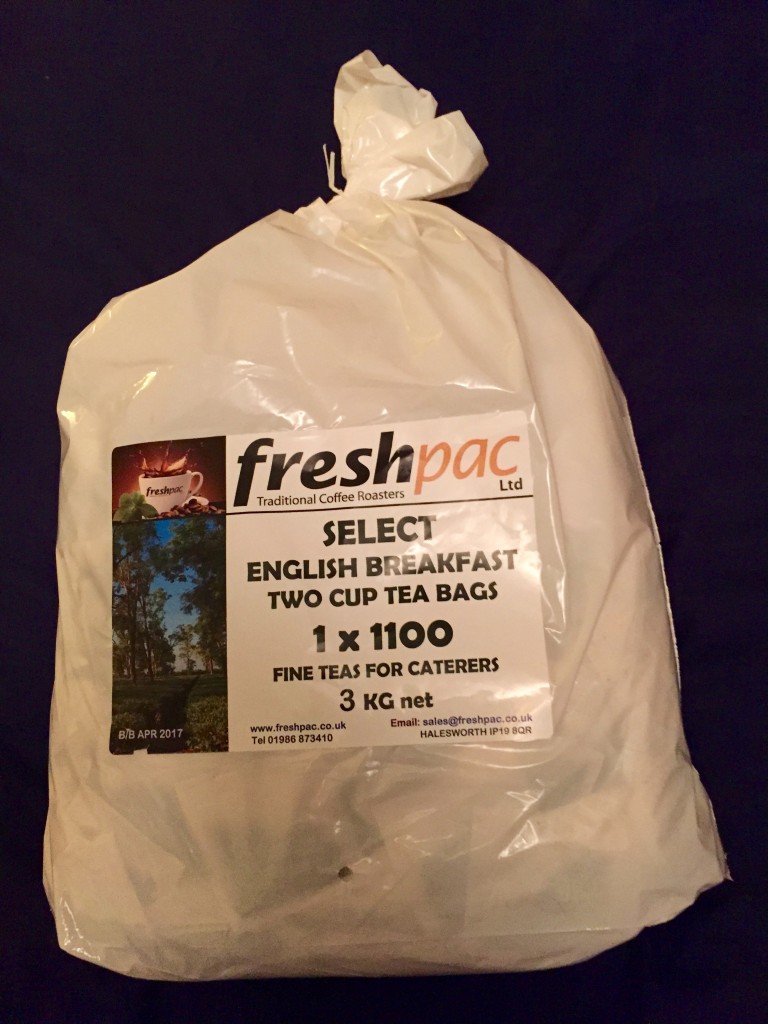 freshpac
freshpac
Ltd
Traditional Coffee Roasters
SELECT
ENGLISH BREAKFAST
TWO CUP TEA BAGS
1 x 1100
FINE TEAS FOR CATERERS
3 KG net
B/B APR 2017
www.freshpac.co.uk
Email: sales@freshpac.co.uk
Tel 01986 873410
HALESWORTH IP19 8QR